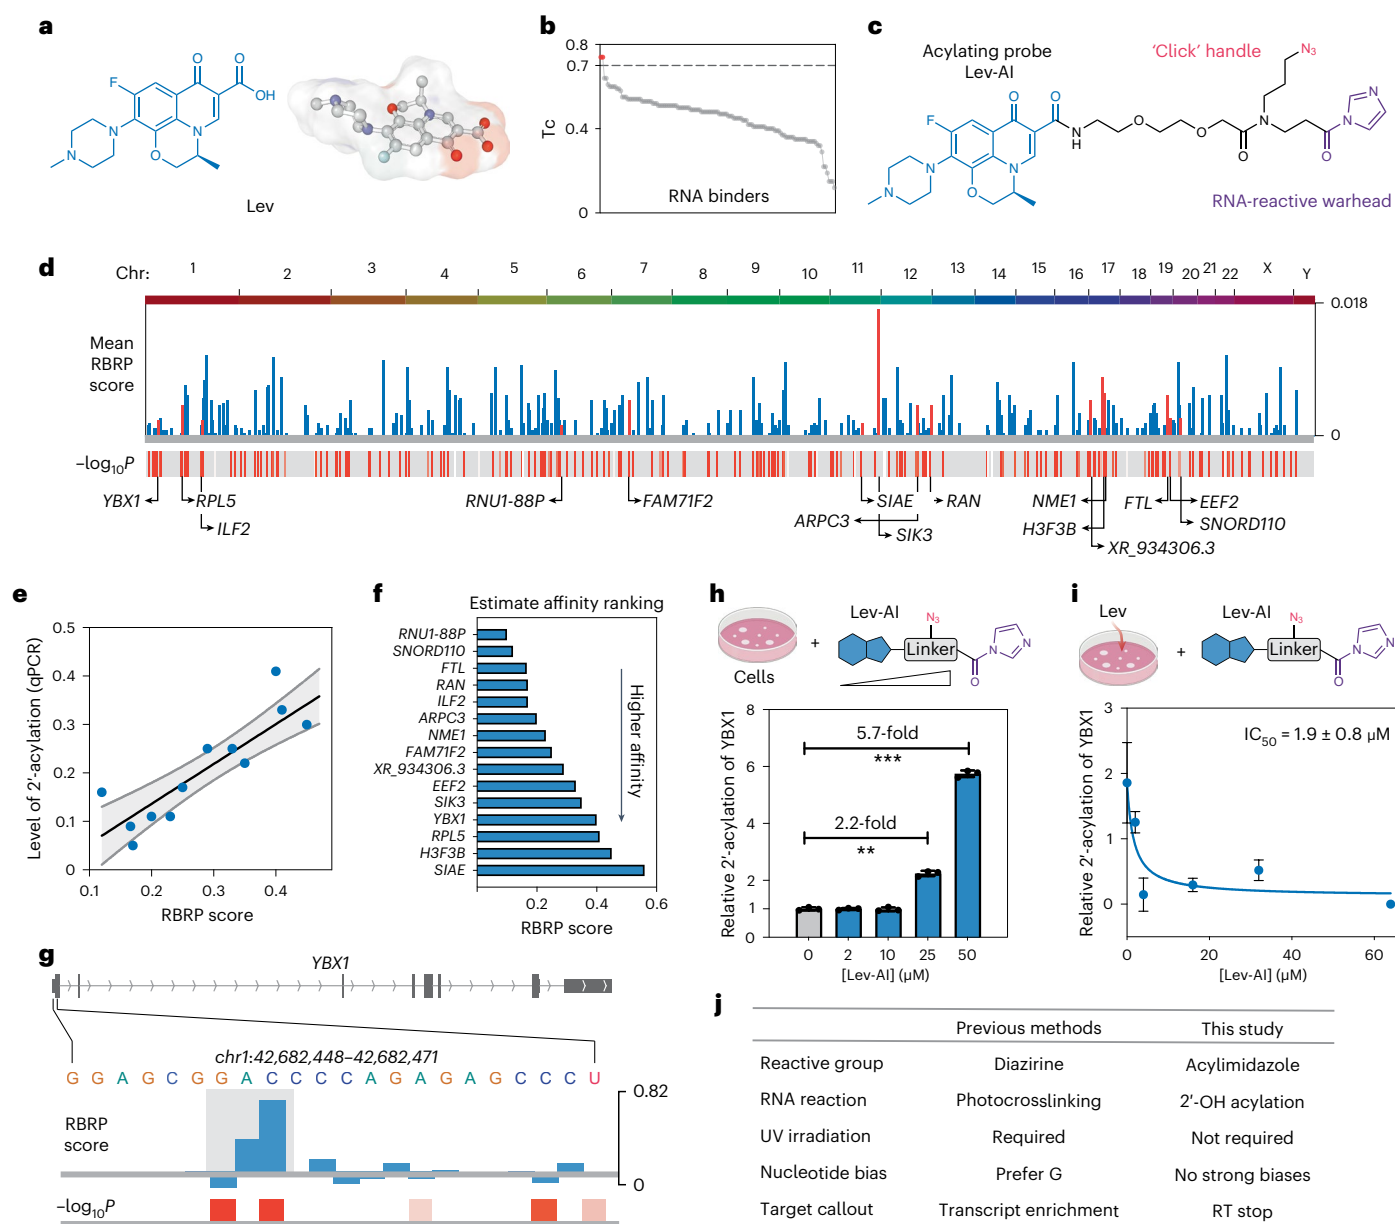 a
F
O
O
OH
N
N
N
O
Me
Lev
b
0.8
0.7
0.4
0
Tc
RNA binders
c
Acylating probe
Lev-AI
'Click' handle
N3
F
O
O
N
H
O
O
O
N
O
N
N
N
N
N
O
RNA-reactive warhead
d
Chr:
1
2
3
4
5
6
7
8
9
10
11
12
13
14
15
16
17
18
19
20
21
22
X
Y
0.018
Mean
RBRP
score
0
–log10P
YBX1
RPL5
ILF2
RNU1-88P
FAM71F2
SIAE
ARPC3
SIK3
RAN
NME1
H3F3B
XR_934306.3
FTL
EEF2
SNORD110
e
Level of 2′-acylation (qPCR)
0.5
0.4
0.3
0.2
0.1
0
0.1
0.2
0.3
0.4
RBRP score
f
Estimate affinity ranking
RNU1-88P
SNORD110
FTL
RAN
ILF2
ARPC3
NME1
FAM71F2
XR_934306.3
EEF2
SIK3
YBX1
RPL5
H3F3B
SIAE
Higher affinity
0
0.2
0.4
0.6
RBRP score
g
YBX1
chr1:42,682,448–42,682,471
G G A G C G G A C C C C A G A G A G C C C U
RBRP
score
0.82
0
–log10P
h
Cells
+
Lev-AI
N3
Linker
O
N
N
Relative 2′-acylation of YBX1
8
6
4
2
1
0
5.7-fold
***
2.2-fold
**
0
2
10
25
50
[Lev-AI] (μM)
i
Lev
+
Lev-AI
N3
Linker
O
N
N
Relative 2′-acylation of YBX1
3
2
1
0
IC50 = 1.9 ± 0.8 μM
0
20
40
60
[Lev-AI] (μM)
j
Previous methods This study
Reactive group Diazirine Acylimidazole
RNA reaction Photocrosslinking 2′-OH acylation
UV irradiation Required Not required
Nucleotide bias Prefer G No strong biases
Target callout Transcript enrichment RT stop